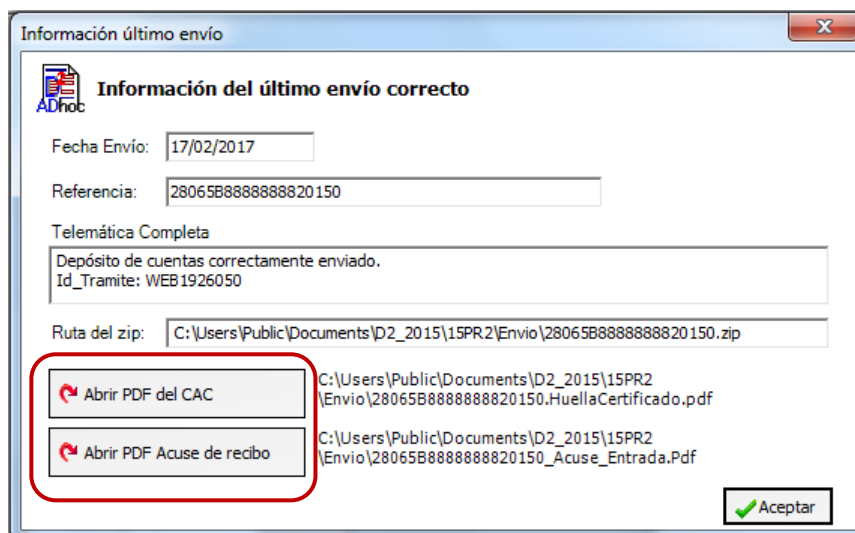 Información último envío
ADhoc
Información del último envío correcto
Fecha Envío: 17/02/2017
Referencia: 28065B8888888820150
Telemática Completa
Depósito de cuentas correctamente enviado.
Id_Tramite: WEB1926050
Ruta del zip: C:\Users\Public\Documents\D2_2015\15PR2\Envio\28065B8888888820150.zip
Abrir PDF del CAC
C:\Users\Public\Documents\D2_2015\15PR2
\Envio\28065B8888888820150.HuellaCertificado.pdf
Abrir PDF Acuse de recibo
C:\Users\Public\Documents\D2_2015\15PR2
\Envio\28065B8888888820150_Acuse_Entrada.Pdf
Aceptar